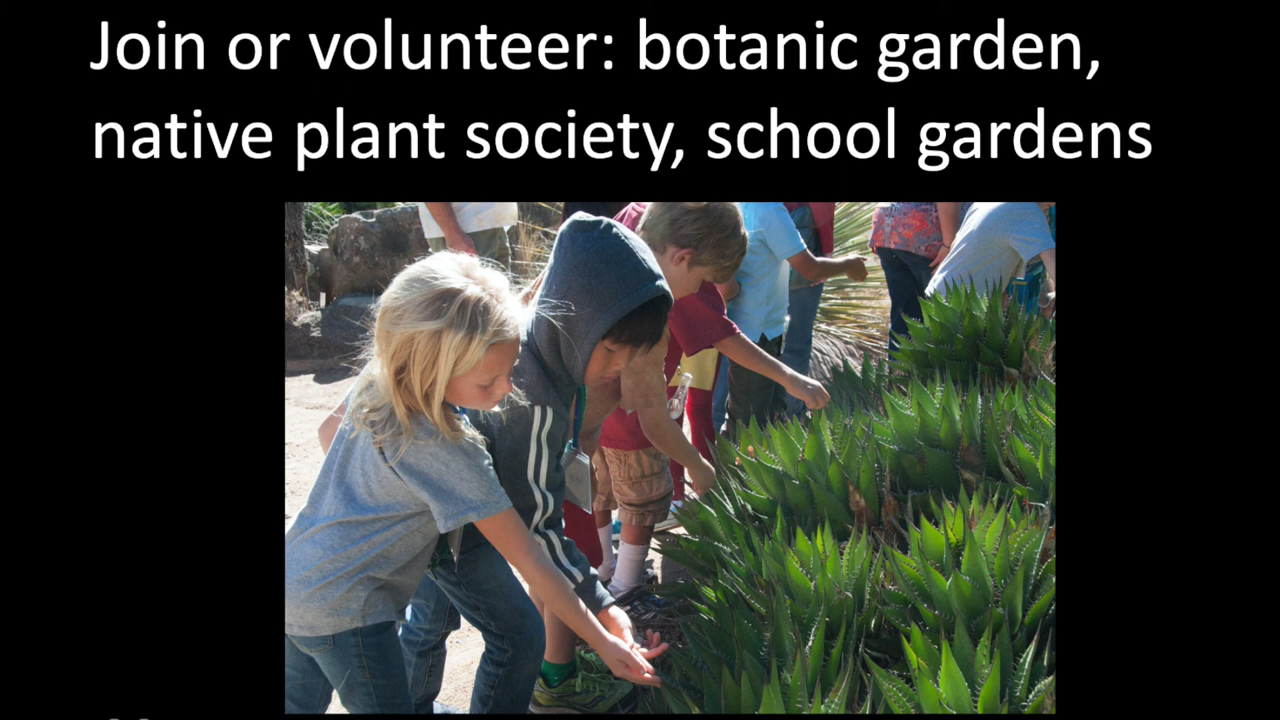 Join or volunteer: botanic garden,
native plant society, school gardens